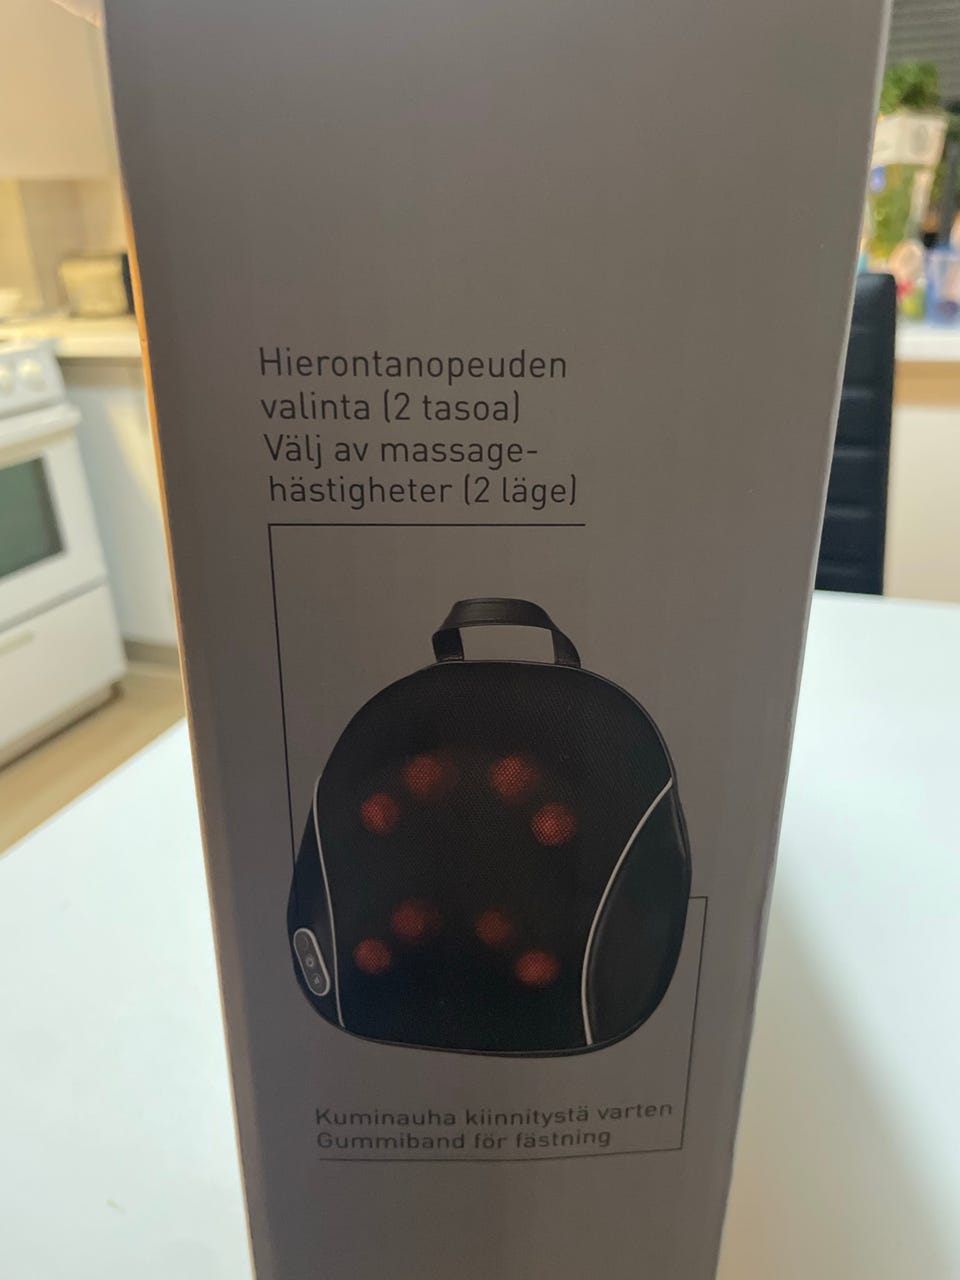 Hierontanopeuden
valinta (2 tasoa)
Välj av massage-
hästigheter (2 läge)
Kuminauha kiinnitystä varten
Gummiband för fästning